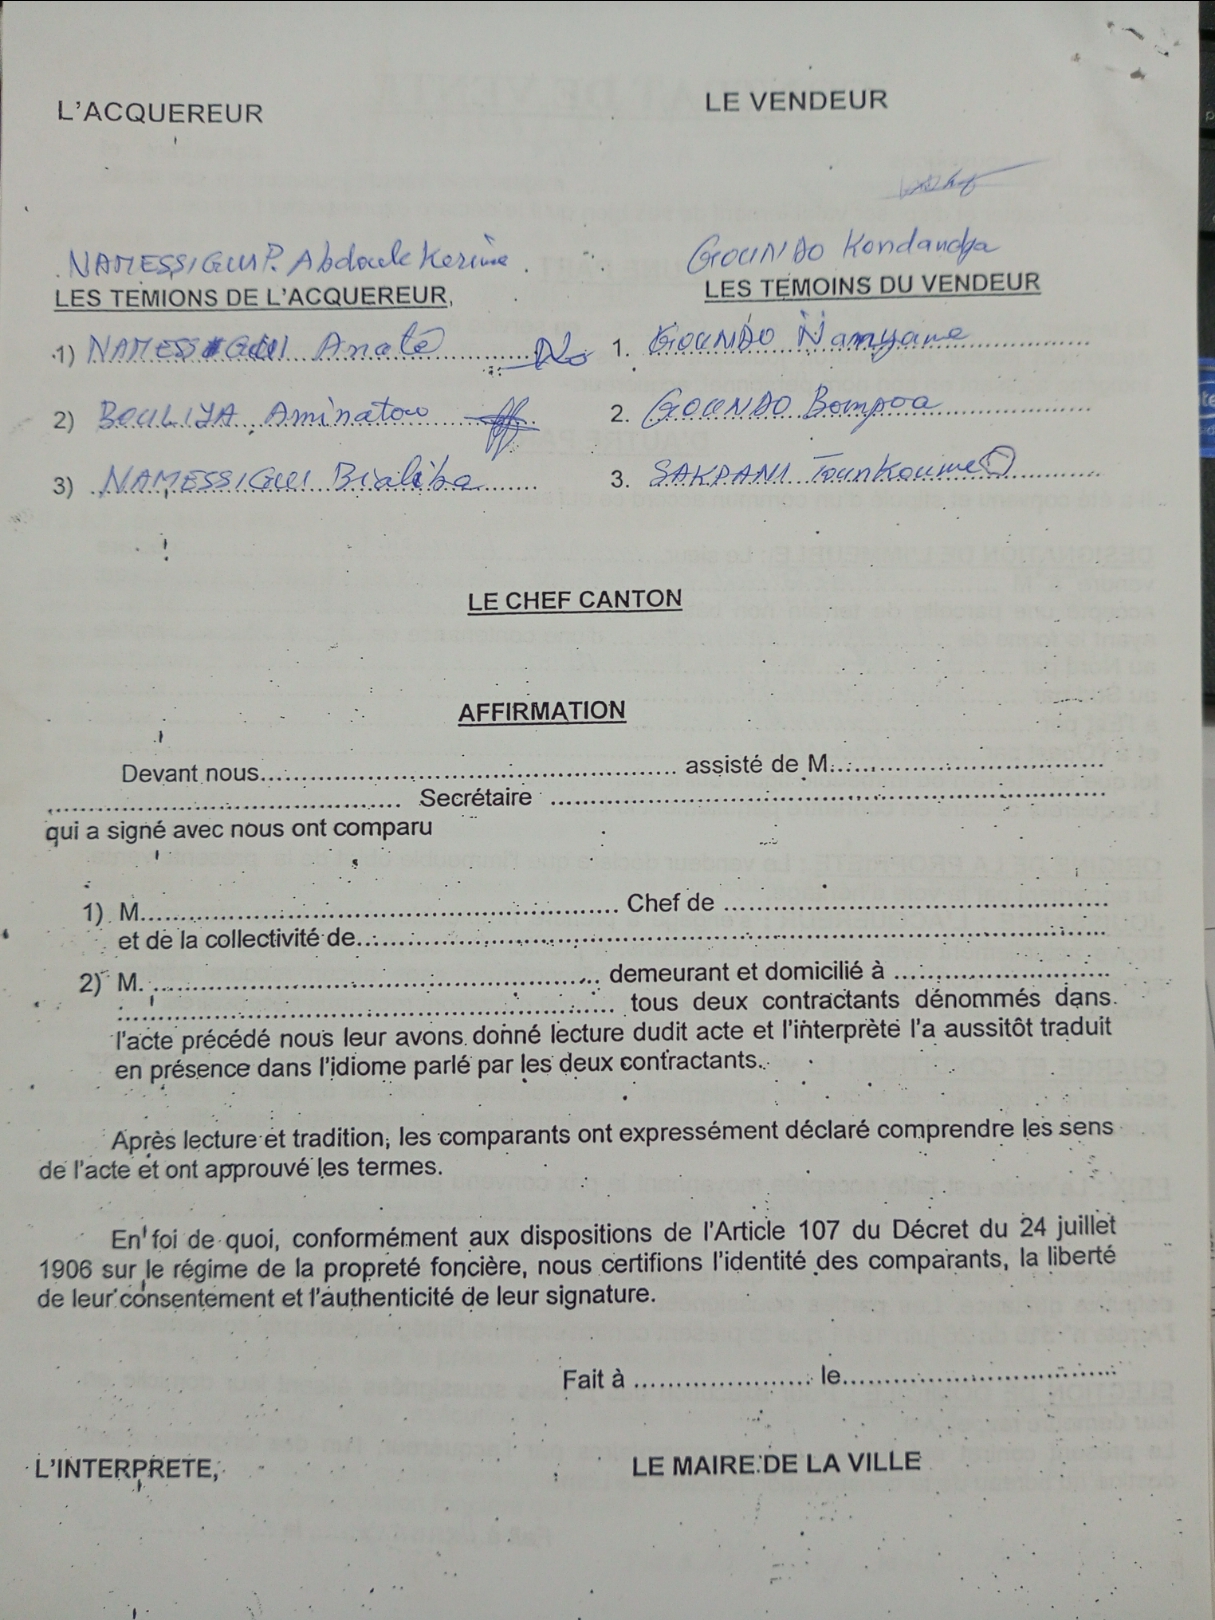 L'ACQUEREUR
LE VENDEUR
NAMESSIGUI P. Abdoule Kerime
GOUNDO Kondandja
LES TEMIONS DE L'ACQUEREUR,
LES TEMOINS DU VENDEUR
1) NAMESSIGUI Anaté
1. GOUNDO Namyame
2) BOULIJA Aminatou
2. GOUNDO Bompoa
3) NAMESSIGUI Bialiba
3. SAKPANI Tounkoume
LE CHEF CANTON
AFFIRMATION
Devant nous.......................................................... assisté de M......................................
................................................ Secrétaire ..................................................................
qui a signé avec nous ont comparu
1) M................................................................ Chef de ................................................
et de la collectivité de..............................................................................................
2) M. ........................................................... demeurant et domicilié à ...........................
................................................................ tous deux contractants dénommés dans
l'acte précédé nous leur avons donné lecture dudit acte et l'interprète l'a aussitôt traduit
en présence dans l'idiome parlé par les deux contractants.
Après lecture et tradition, les comparants ont expressément déclaré comprendre les sens
de l'acte et ont approuvé les termes.
En foi de quoi, conformément aux dispositions de l'Article 107 du Décret du 24 juillet
1906 sur le régime de la propreté foncière, nous certifions l'identité des comparants, la liberté
de leur consentement et l'authenticité de leur signature.
Fait à ........................ le.....................................
L'INTERPRETE,
LE MAIRE DE LA VILLE